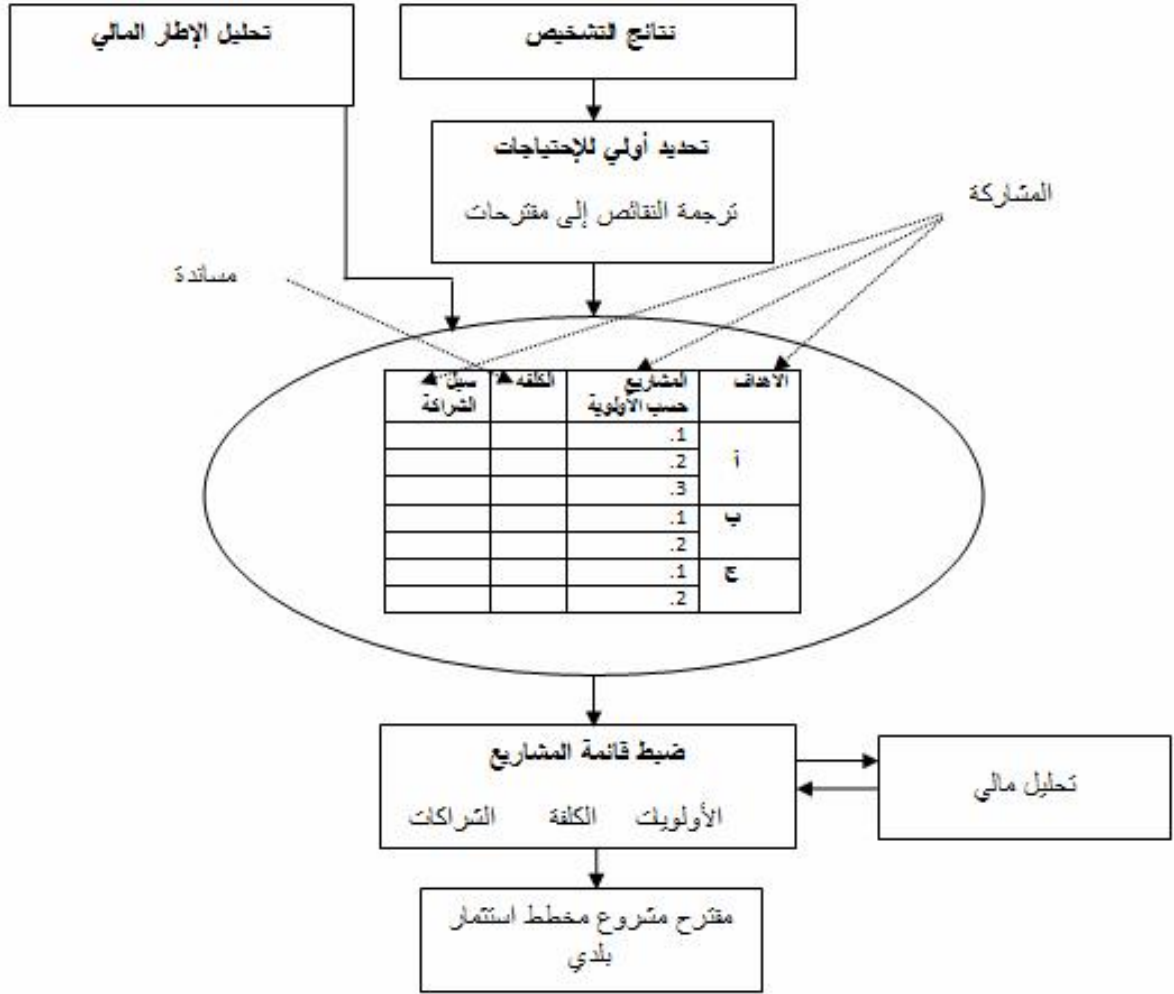 نتائج التشخيص
تحليل الإطار المالي
تحديد أولي للإحتياجات
ترجمة النقائص إلى مقترحات
المشاركة
مساندة
الاهداف
المشاريع
حسب الأولوية
الكلفه
سبل
الشراكة
أ
1.
2.
3.
ب
1.
2.
ج
1.
2.
ضبط قائمة المشاريع
الأولويات الكلفة الشراكات
تحليل مالي
مقترح مشروع مخطط استثمار
بلدي